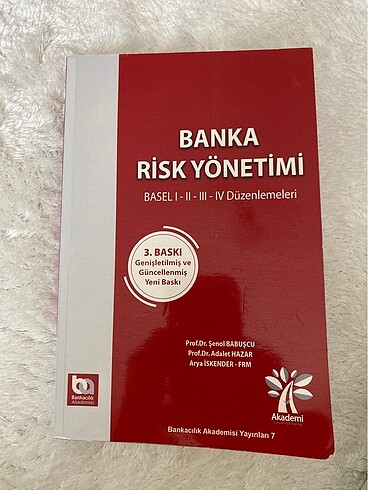 BANKA
RİSK YÖNETİMİ
BASEL I - II - III - IV Düzenlemeleri
3. BASKI
Genişletilmiş ve
Güncellenmiş
Yeni Baskı
Prof.Dr. Şenol BABUŞCU
Prof.Dr. Adalet HAZAR
Arya İSKENDER - FRM
ba
Bankacılık
Akademisi
Akademi
Bankacılık Akademisi Yayınları 7